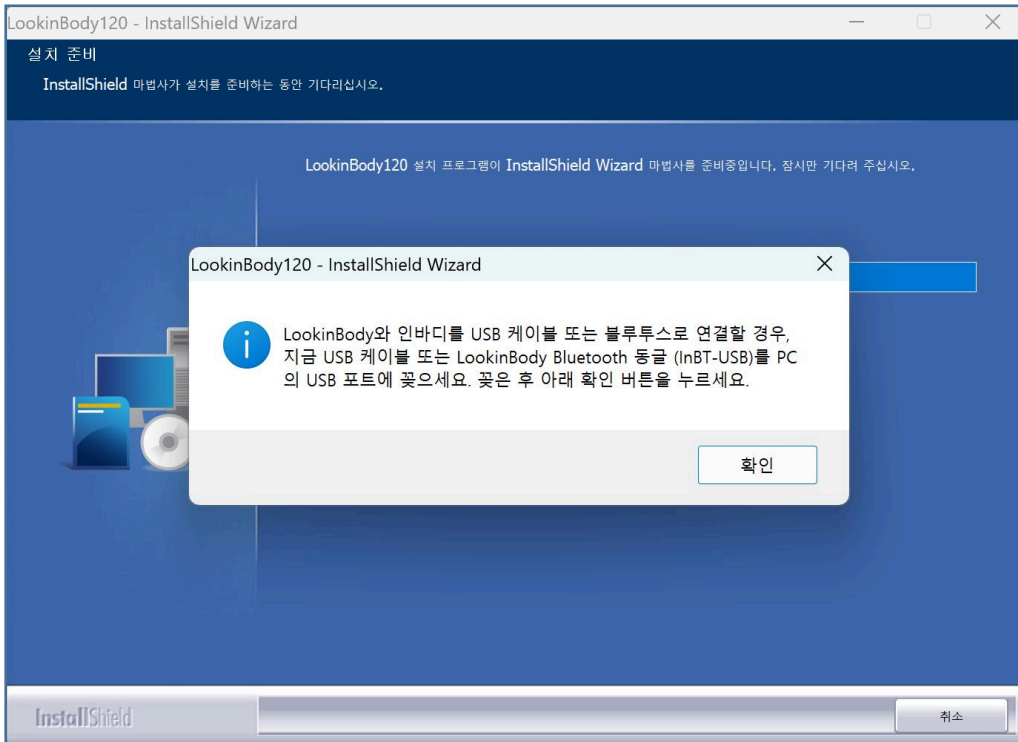 LookinBody120 - InstallShield Wizard
설치 준비
InstallShield 마법사가 설치를 준비하는 동안 기다리십시오.
LookinBody120 설치 프로그램이 InstallShield Wizard 마법사를 준비중입니다. 잠시만 기다려 주십시오.
LookinBody120 - InstallShield Wizard
LookinBody와 인바디를 USB 케이블 또는 블루투스로 연결할 경우,
지금 USB 케이블 또는 LookinBody Bluetooth 동글 (InBT-USB)를 PC
의 USB 포트에 꽂으세요. 꽂은 후 아래 확인 버튼을 누르세요.
확인
InstallShield
취소